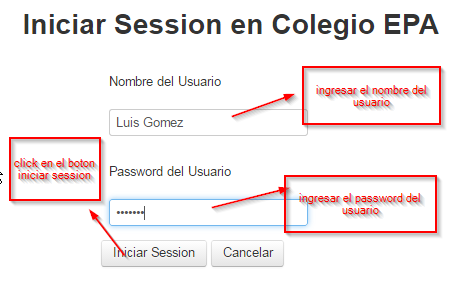 Iniciar Session en Colegio EPA
Nombre del Usuario
ingresar el nombre del
usuario
Luis Gomez
click en el boton
iniciar session
Password del Usuario
ingresar el password del
usuario
•••••••
Iniciar Session
Cancelar